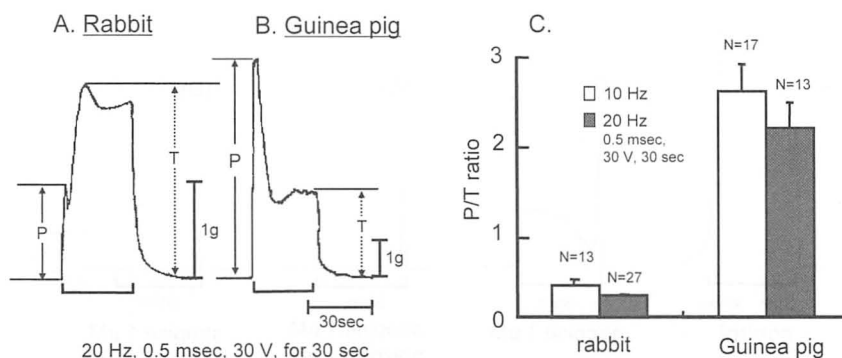 A. Rabbit
B. Guinea pig
C.
P
T
1g
P
T
1g
30sec
20 Hz, 0.5 msec, 30 V, for 30 sec
P/T ratio
3
2
1
0
10 Hz
20 Hz
0.5 msec,
30 V, 30 sec
N=13
N=27
N=17
N=13
rabbit
Guinea pig